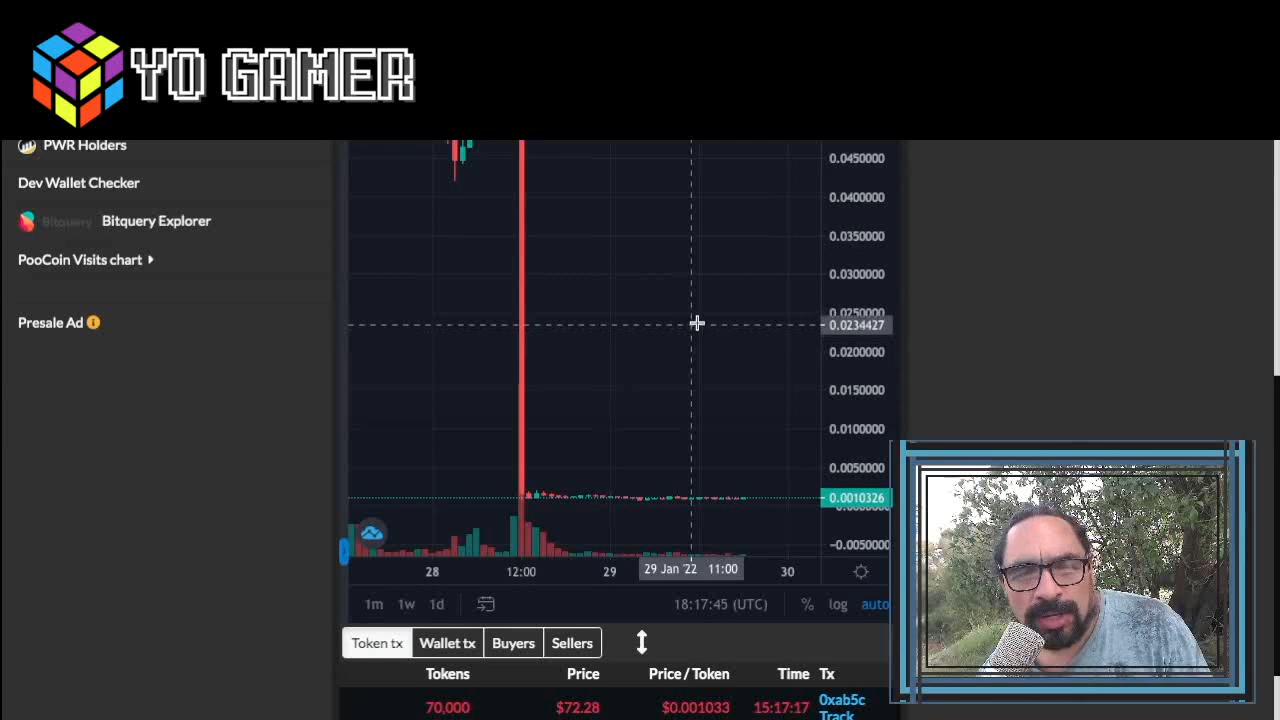 YO GAMER
PWR Holders
Dev Wallet Checker
Bitquery Bitquery Explorer
PooCoin Visits chart
Presale Ad
0.0450000
0.0400000
0.0350000
0.0300000
0.0250000
0.0234427
0.0200000
0.0150000
0.0100000
0.0050000
0.0010326
−0.0050000
28 12:00 29 29 Jan '22 11:00 30
1m 1w 1d 18:17:45 (UTC) % log auto
Token tx Wallet tx Buyers Sellers
Tokens Price Price / Token Time Tx
70,000 $72.28 $0.001033 15:17:17 0xab5c
Track